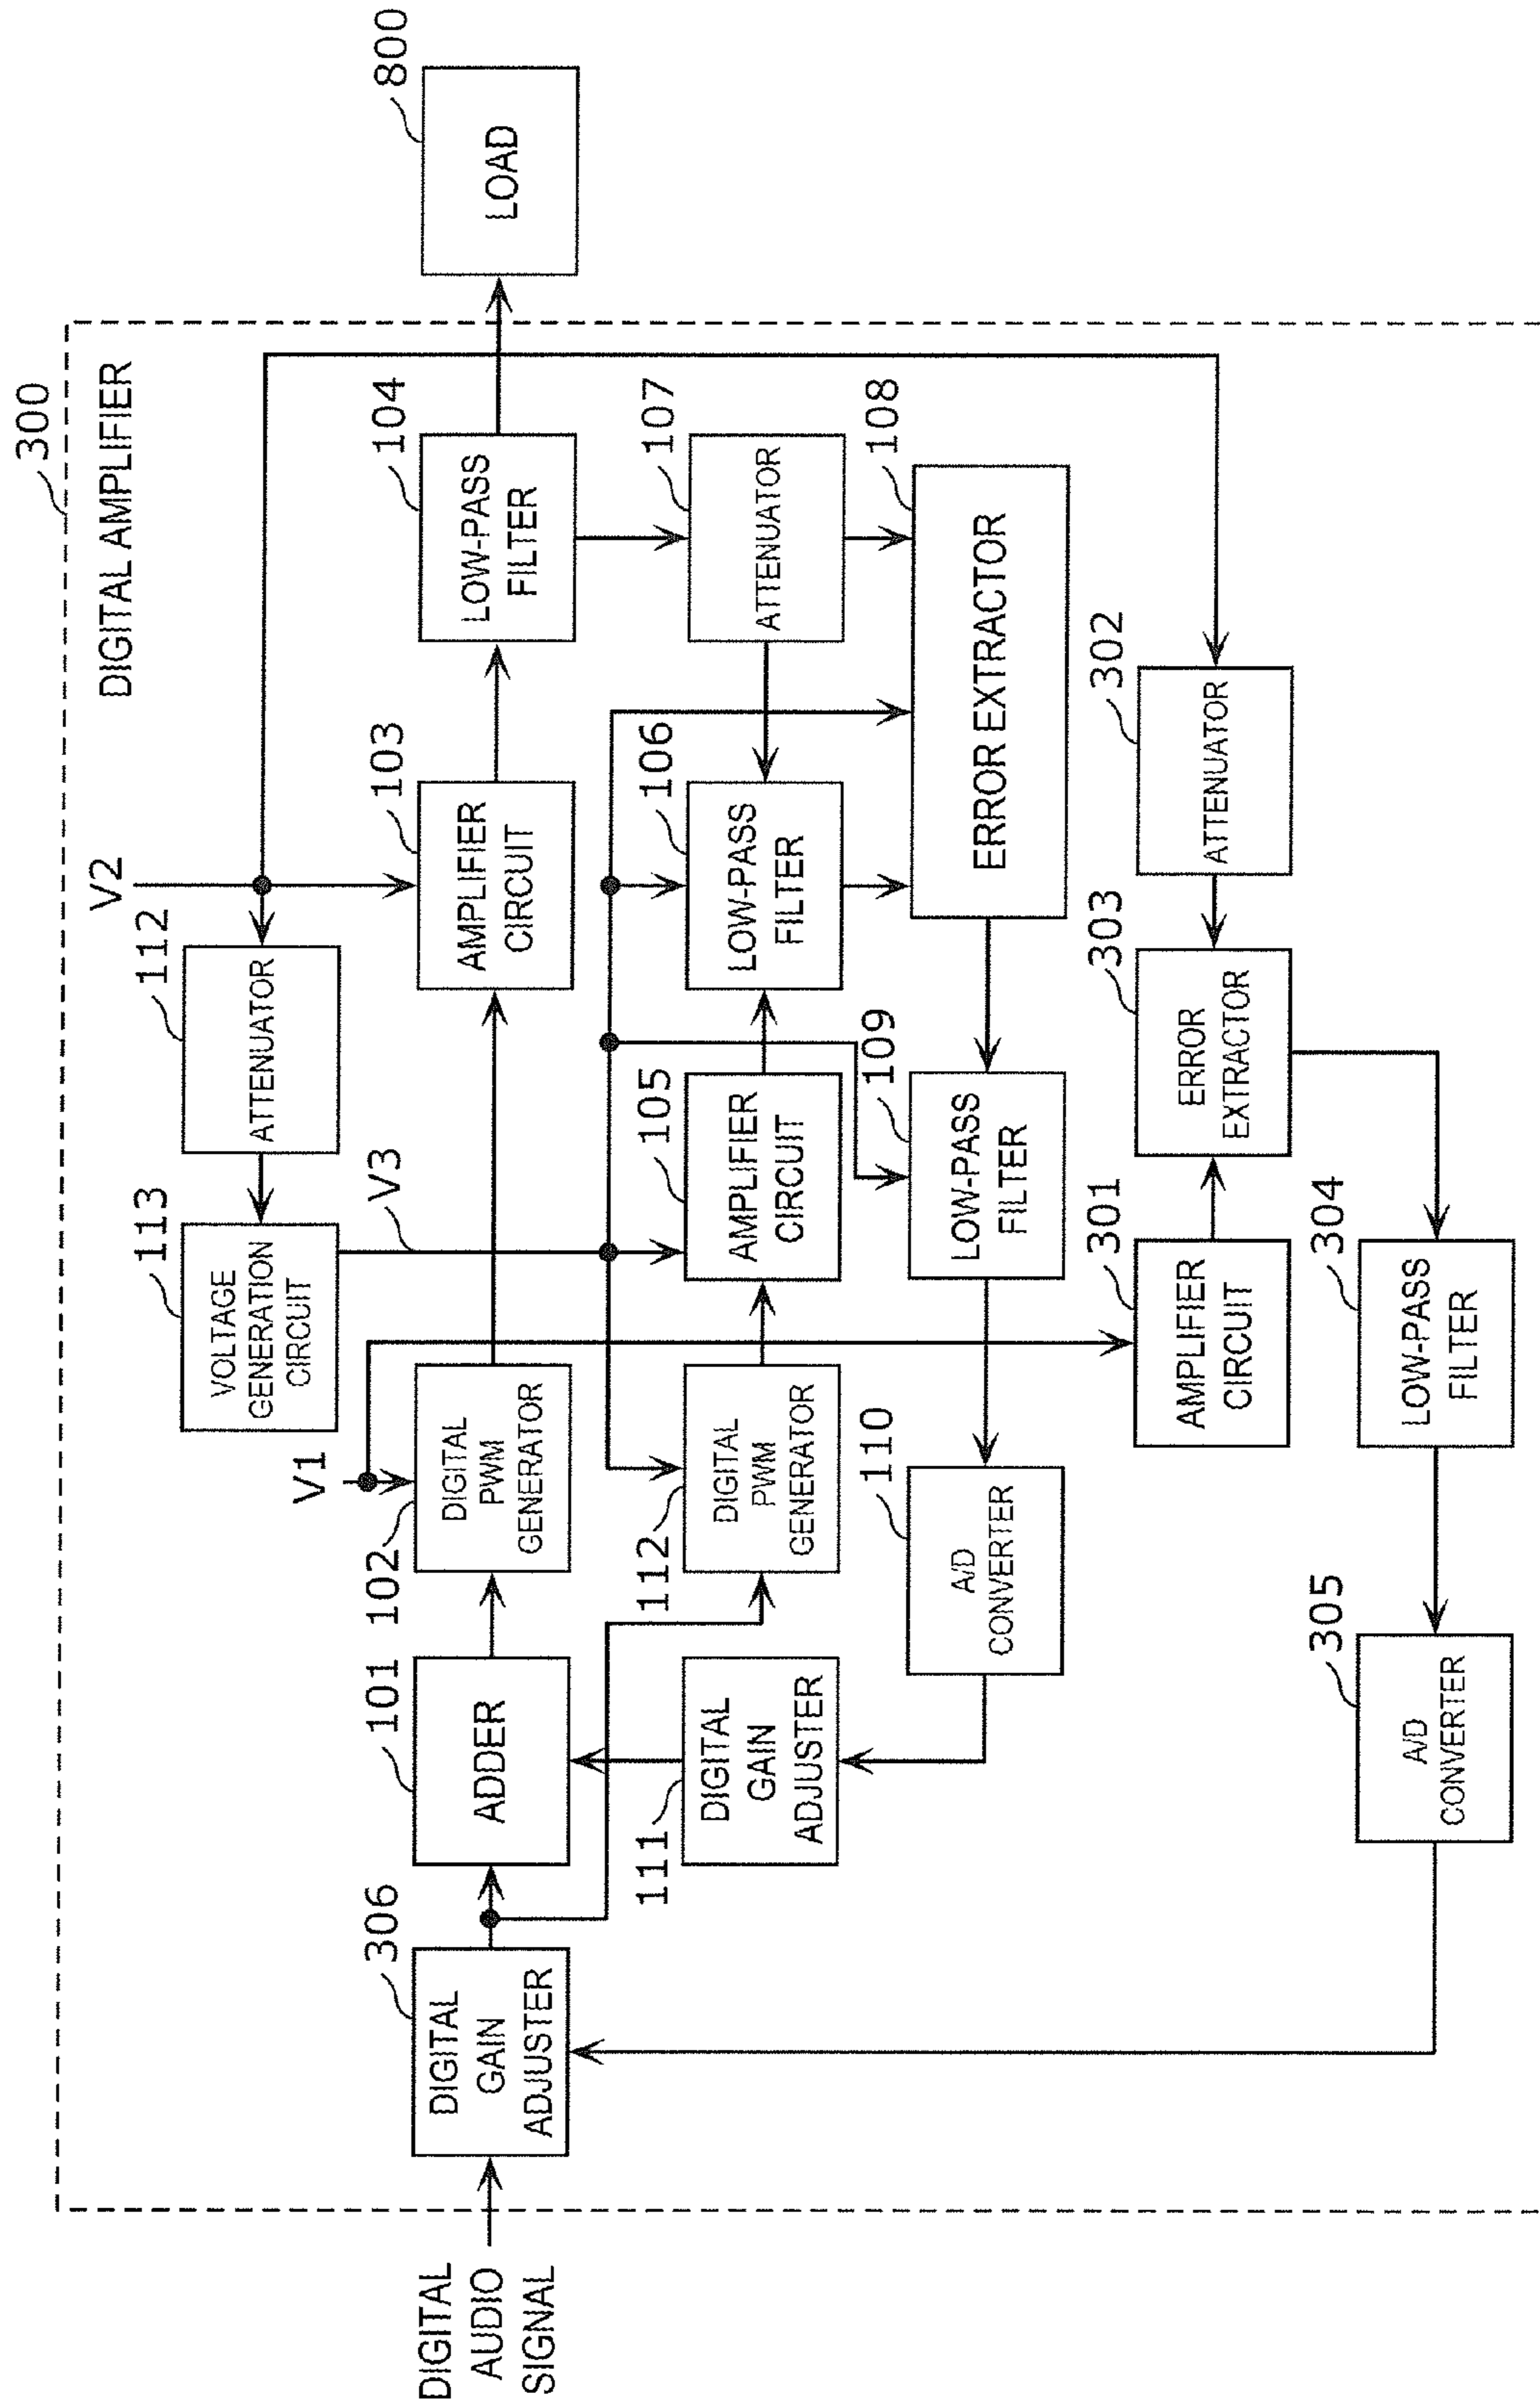 300
DIGITAL AMPLIFIER
V2
112
ATTENUATOR
113
VOLTAGE
GENERATION
CIRCUIT
V3
V1
DIGITAL
AUDIO
SIGNAL
306
DIGITAL
GAIN
ADJUSTER
101
ADDER
102
DIGITAL
PWM
GENERATOR
103
AMPLIFIER
CIRCUIT
104
LOW-PASS
FILTER
800
LOAD
111
DIGITAL
GAIN
ADJUSTER
112
DIGITAL
PWM
GENERATOR
105
AMPLIFIER
CIRCUIT
106
LOW-PASS
FILTER
107
ATTENUATOR
110
A/D
CONVERTER
109
LOW-PASS
FILTER
108
ERROR EXTRACTOR
301
AMPLIFIER
CIRCUIT
303
ERROR
EXTRACTOR
302
ATTENUATOR
305
A/D
CONVERTER
304
LOW-PASS
FILTER